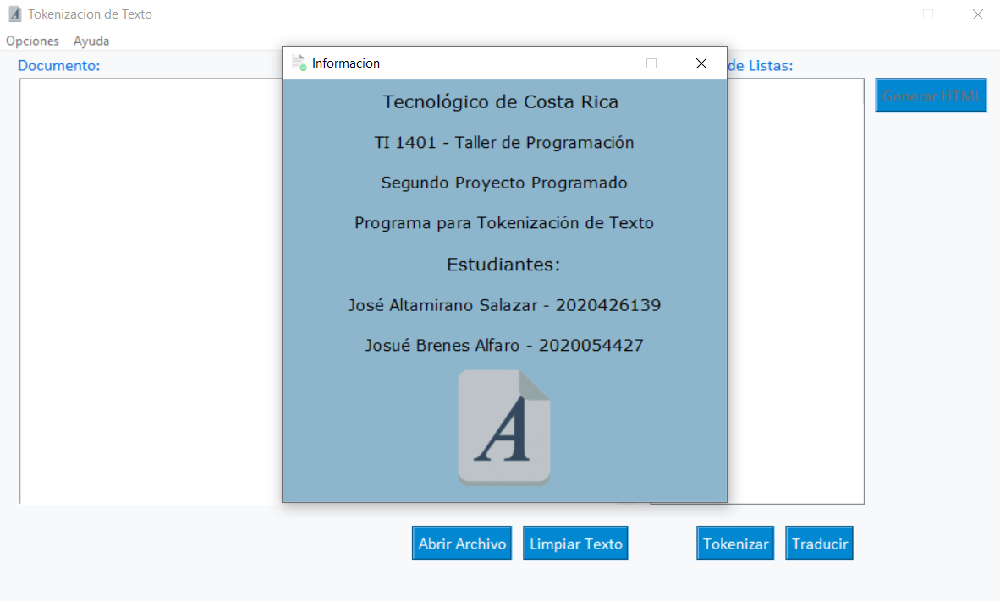 Tokenizacion de Texto
Opciones Ayuda
Documento:
de Listas:
Generar HTML
Informacion
Tecnológico de Costa Rica
TI 1401 - Taller de Programación
Segundo Proyecto Programado
Programa para Tokenización de Texto
Estudiantes:
José Altamirano Salazar - 2020426139
Josué Brenes Alfaro - 2020054427
A
Abrir Archivo Limpiar Texto Tokenizar Traducir